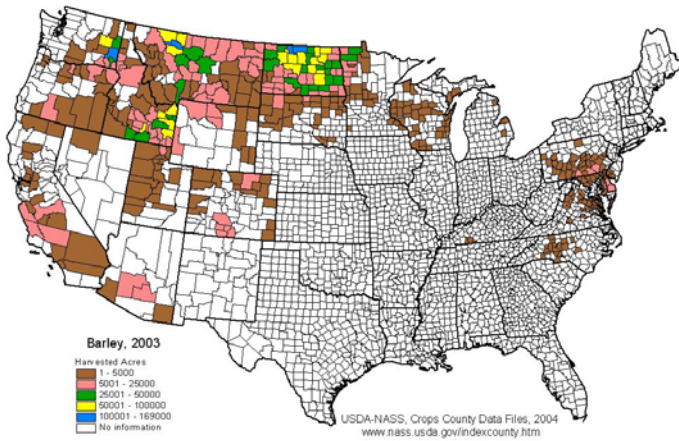 Barley, 2003
Harvested Acres
1 - 5000
5001 - 25000
25001 - 50000
50001 - 100000
100001 - 169000
No information
USDA-NASS, Crops County Data Files, 2004
www.nass.usda.gov/indexcounty.htm